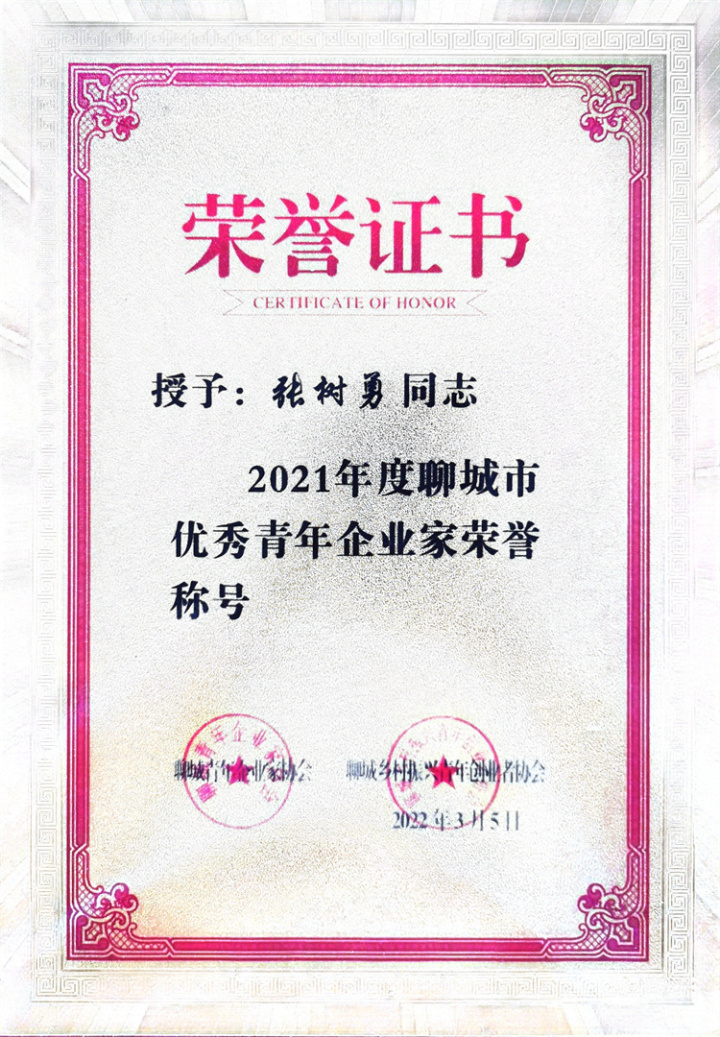 荣誉证书
CERTIFICATE OF HONOR
授予：张树勇同志
2021年度聊城市
优秀青年企业家荣誉
称号
聊城青年企业家协会 聊城乡村振兴青年创业者协会
2022年3月5日